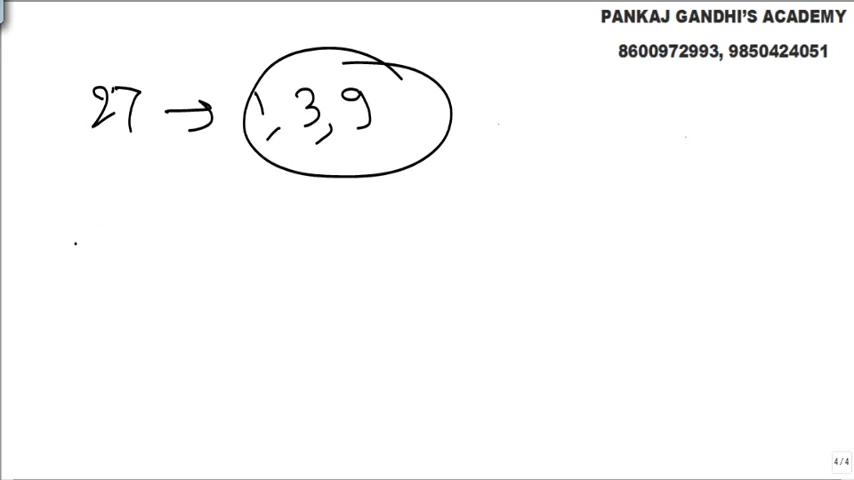 PANKAJ GANDHI'S ACADEMY
8600972993, 9850424051
27 → 1, 3, 9
4 / 4